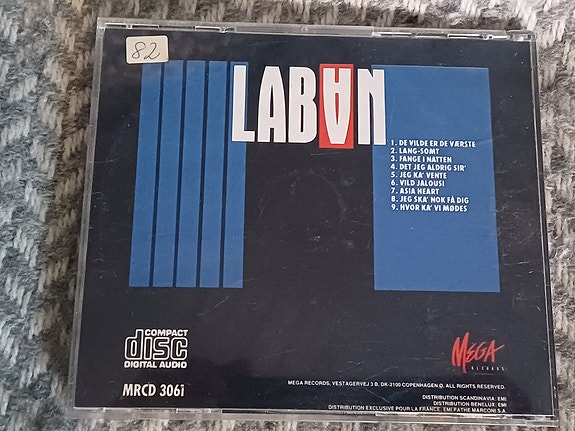 82
LABAN
1. DE VILDE ER DE VÆRSTE
2. LANG-SOMT
3. FANGE I NATTEN
4. DET JEG ALDRIG SIR'
5. JEG KA' VENTE
6. VILD JALOUSI
7. ASIA HEART
8. JEG SKA' NOK FÅ DIG
9. HVOR KA' VI MØDES
COMPACT
disc
DIGITAL AUDIO
MEGA
RECORDS
MRCD 3061
MEGA RECORDS, VESTAGERVEJ 3 B, DK-2100 COPENHAGEN Ø. ALL RIGHTS RESERVED.
DISTRIBUTION SCANDINAVIA: EMI
DISTRIBUTION BENELUX: EMI
DISTRIBUTION EXCLUSIVE POUR LA FRANCE: EMI PATHE MARCONI S.A.